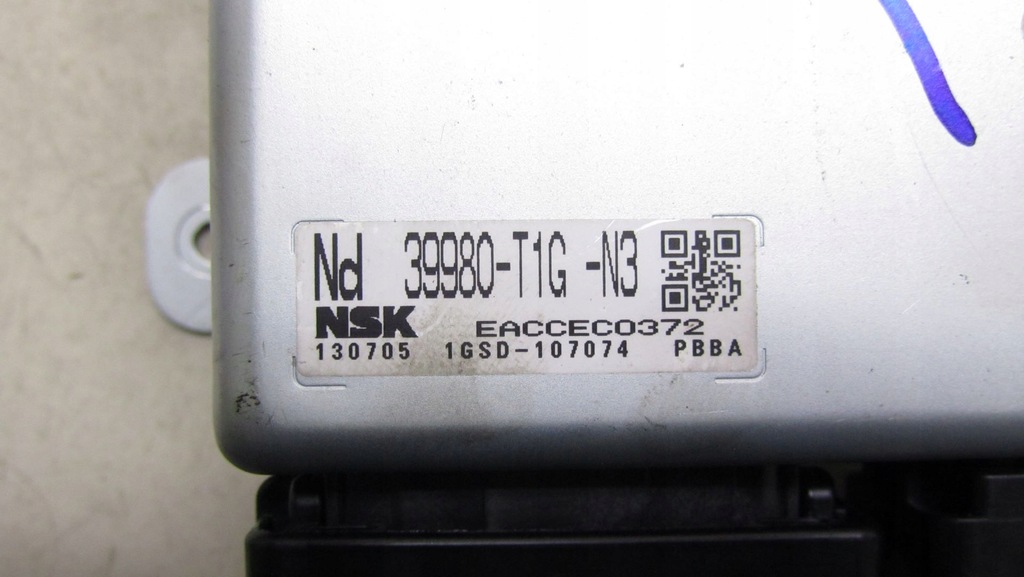 Nd 39980-T1G -N3
NSK EACCEC0372
130705 1GSD-107074 PBBA